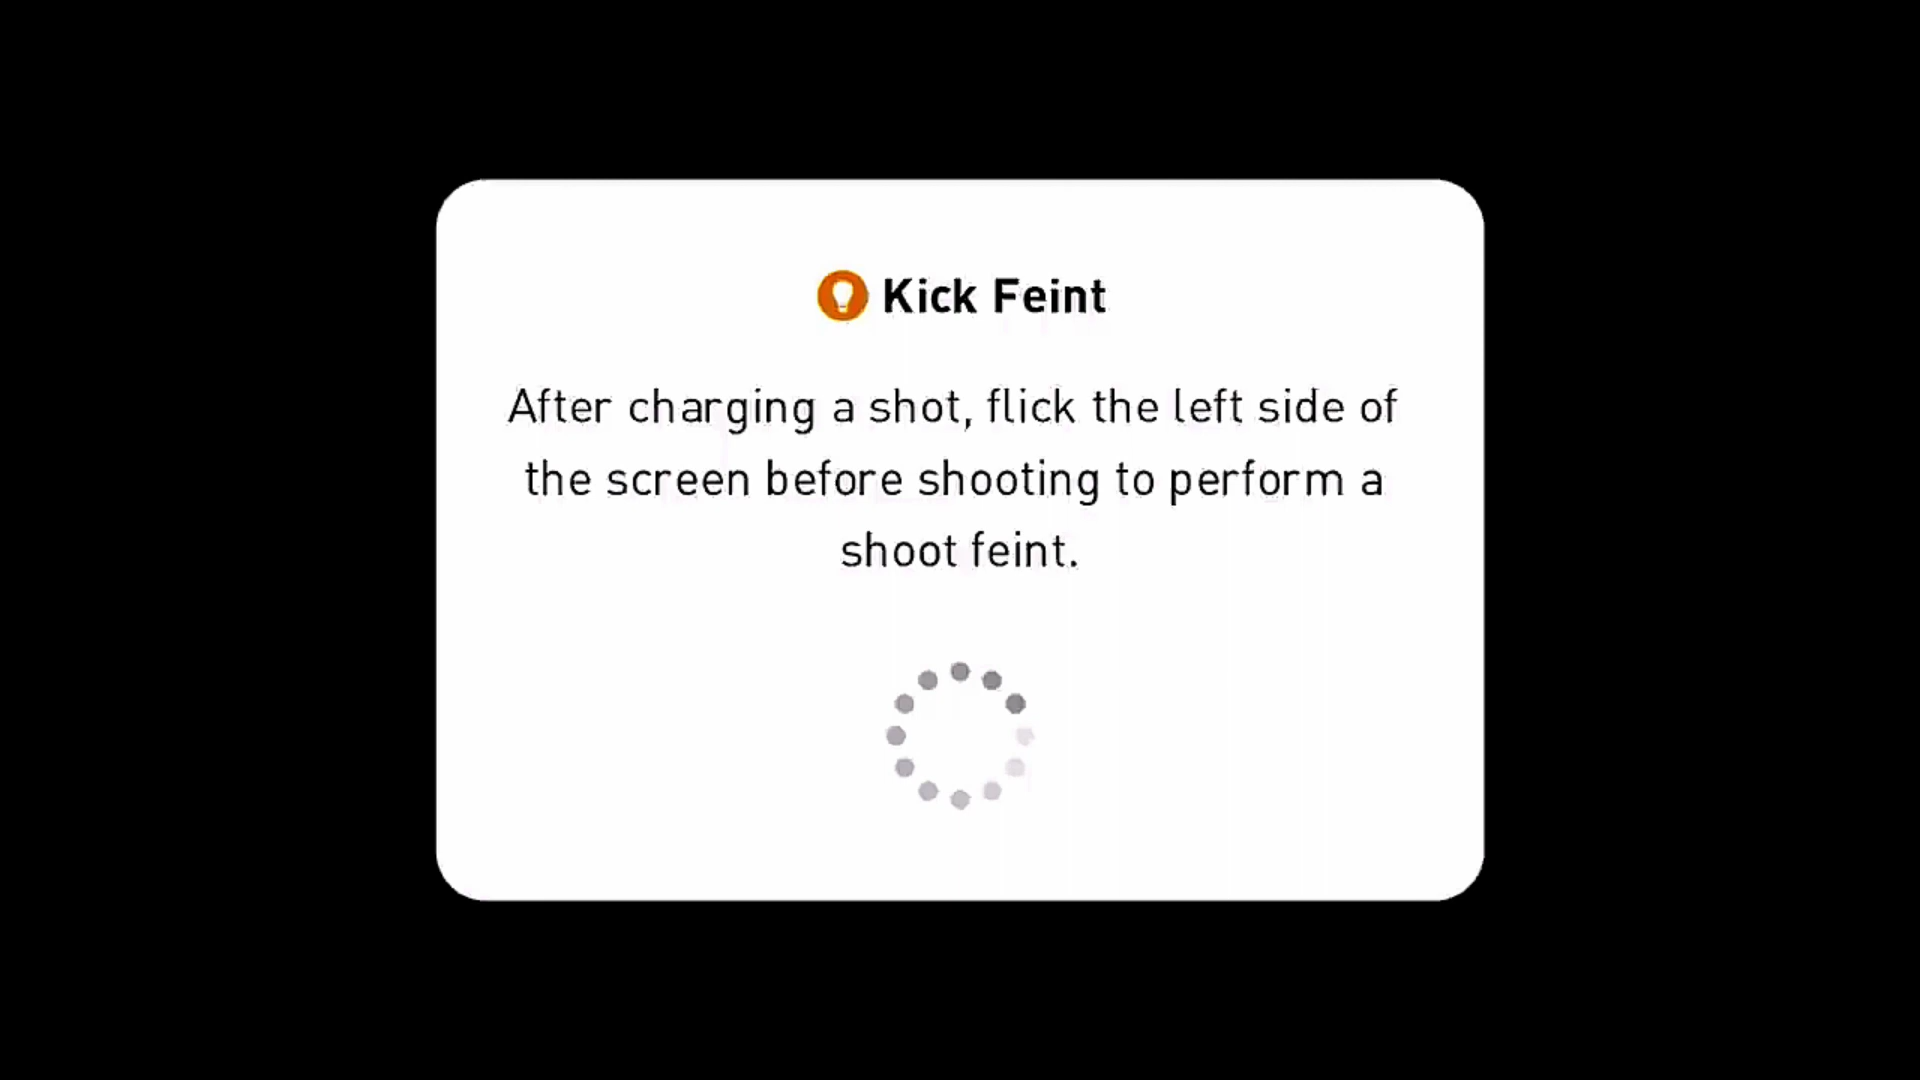 Kick Feint
After charging a shot, flick the left side of
the screen before shooting to perform a
shoot feint.